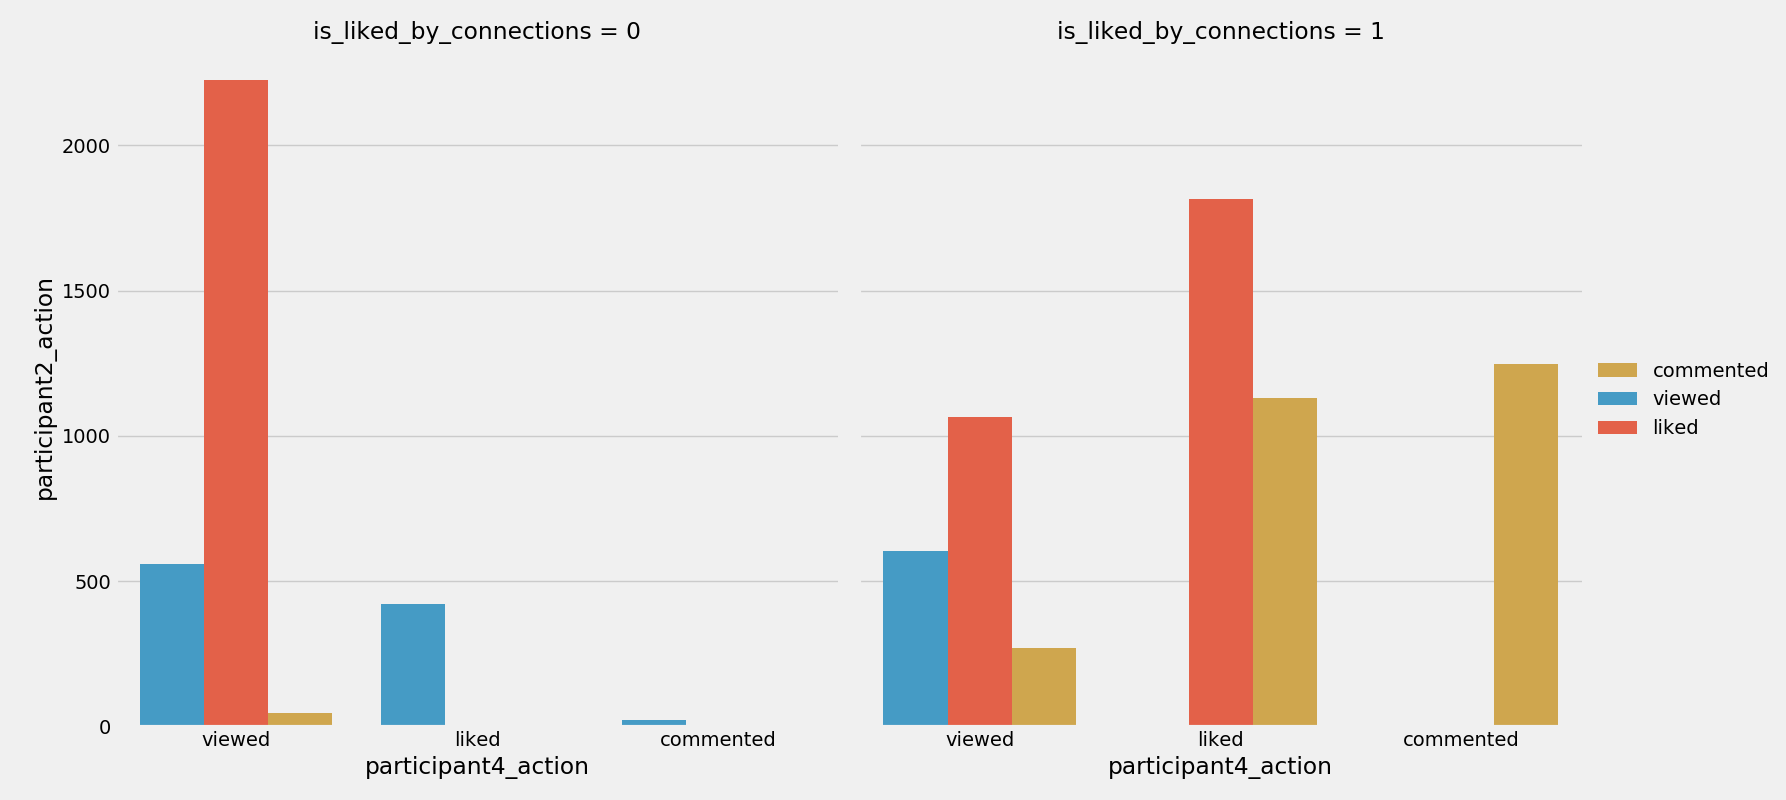 is_liked_by_connections = 0
is_liked_by_connections = 1
participant2_action
2000
1500
1000
500
0
viewed
liked
commented
participant4_action
viewed
liked
commented
participant4_action
commented
viewed
liked